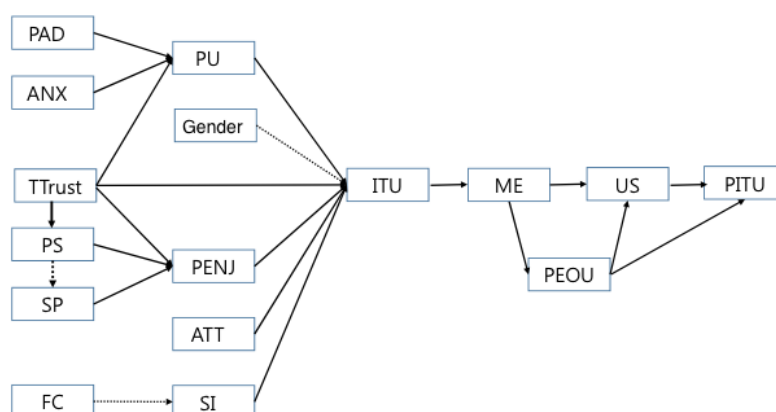 PAD
PU
ANX
Gender
TTrust
ITU
ME
US
PITU
PS
PENJ
PEOU
SP
ATT
FC
SI